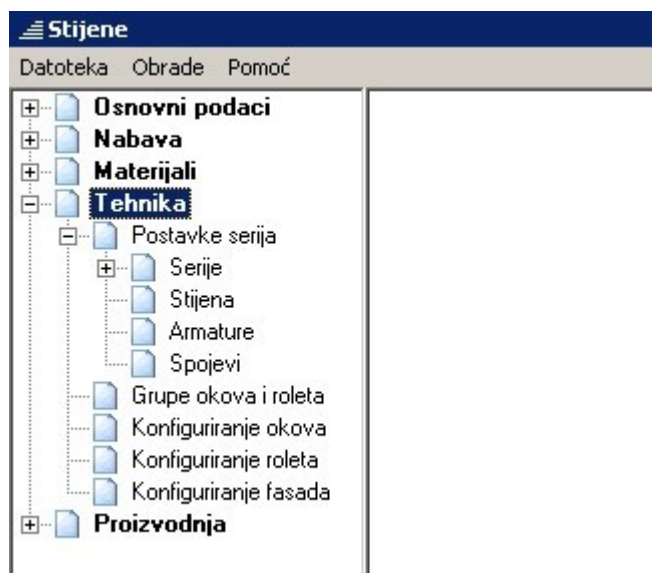 Stijene
Datoteka Obrade Pomoć
Osnovni podaci
Nabava
Materijali
Tehnika
Postavke serija
Serije
Stijena
Armature
Spojevi
Grupe okova i roleta
Konfiguriranje okova
Konfiguriranje roleta
Konfiguriranje fasada
Proizvodnja